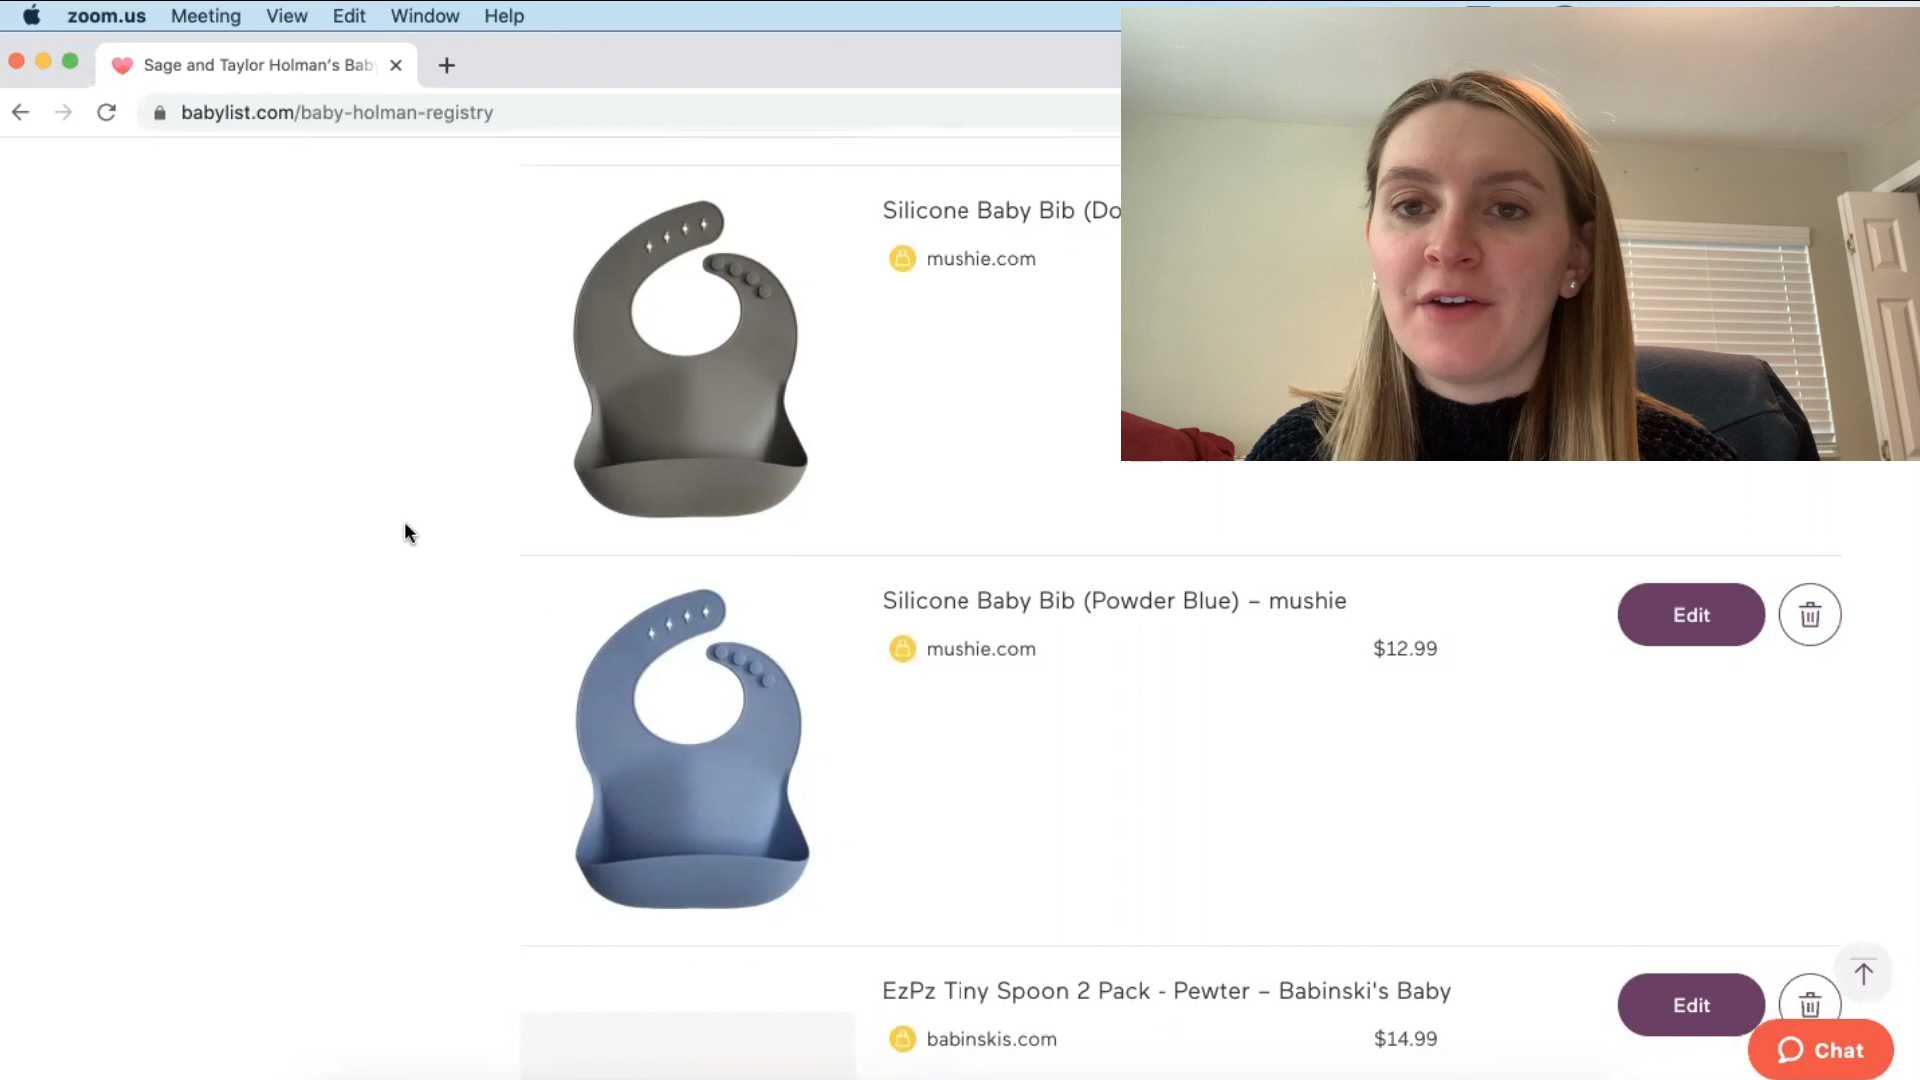 zoom.us Meeting View Edit Window Help
Sage and Taylor Holman's Bab
babylist.com/baby-holman-registry
Silicone Baby Bib (Do
mushie.com
Silicone Baby Bib (Powder Blue) – mushie
Edit
mushie.com
$12.99
EzPz Tiny Spoon 2 Pack - Pewter – Babinski's Baby
Edit
babinskis.com
$14.99
Chat